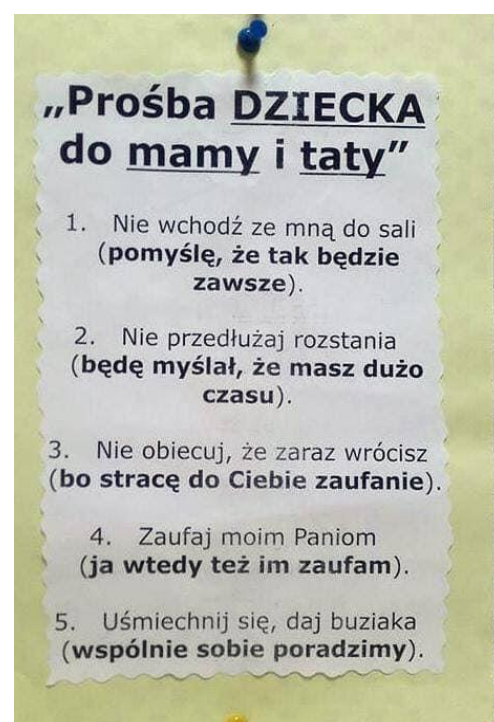 „Prośba DZIECKA
do mamy i taty”
1. Nie wchodź ze mną do sali
(pomyślę, że tak będzie
zawsze).
2. Nie przedłużaj rozstania
(będę myślał, że masz dużo
czasu).
3. Nie obiecuj, że zaraz wrócisz
(bo stracę do Ciebie zaufanie).
4. Zaufaj moim Paniom
(ja wtedy też im zaufam).
5. Uśmiechnij się, daj buziaka
(wspólnie sobie poradzimy).